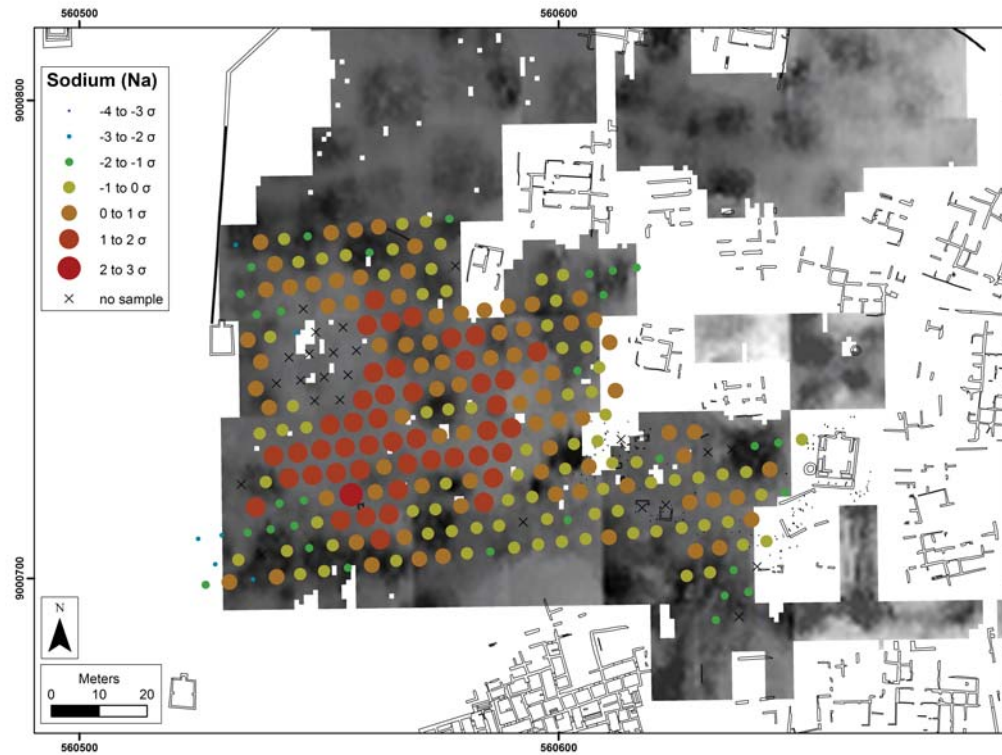 560500
560600
9000800
Sodium (Na)
-4 to -3 σ
-3 to -2 σ
-2 to -1 σ
-1 to 0 σ
0 to 1 σ
1 to 2 σ
2 to 3 σ
no sample
9000700
N
Meters
0 10 20
560500
560600